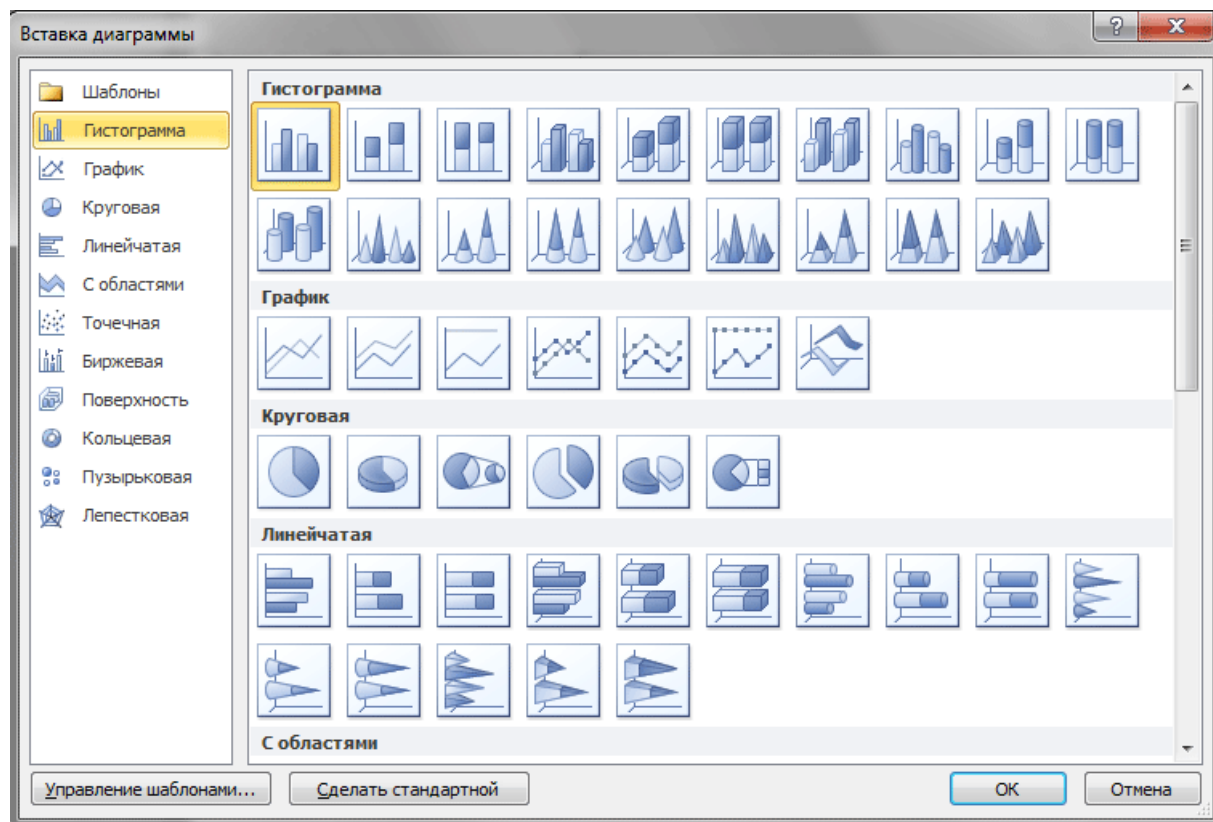 Вставка диаграммы
Шаблоны
Гистограмма
График
Круговая
Линейчатая
С областями
Точечная
Биржевая
Поверхность
Кольцевая
Пузырьковая
Лепестковая
Гистограмма
График
Круговая
Линейчатая
С областями
Управление шаблонами...
Сделать стандартной
ОК
Отмена